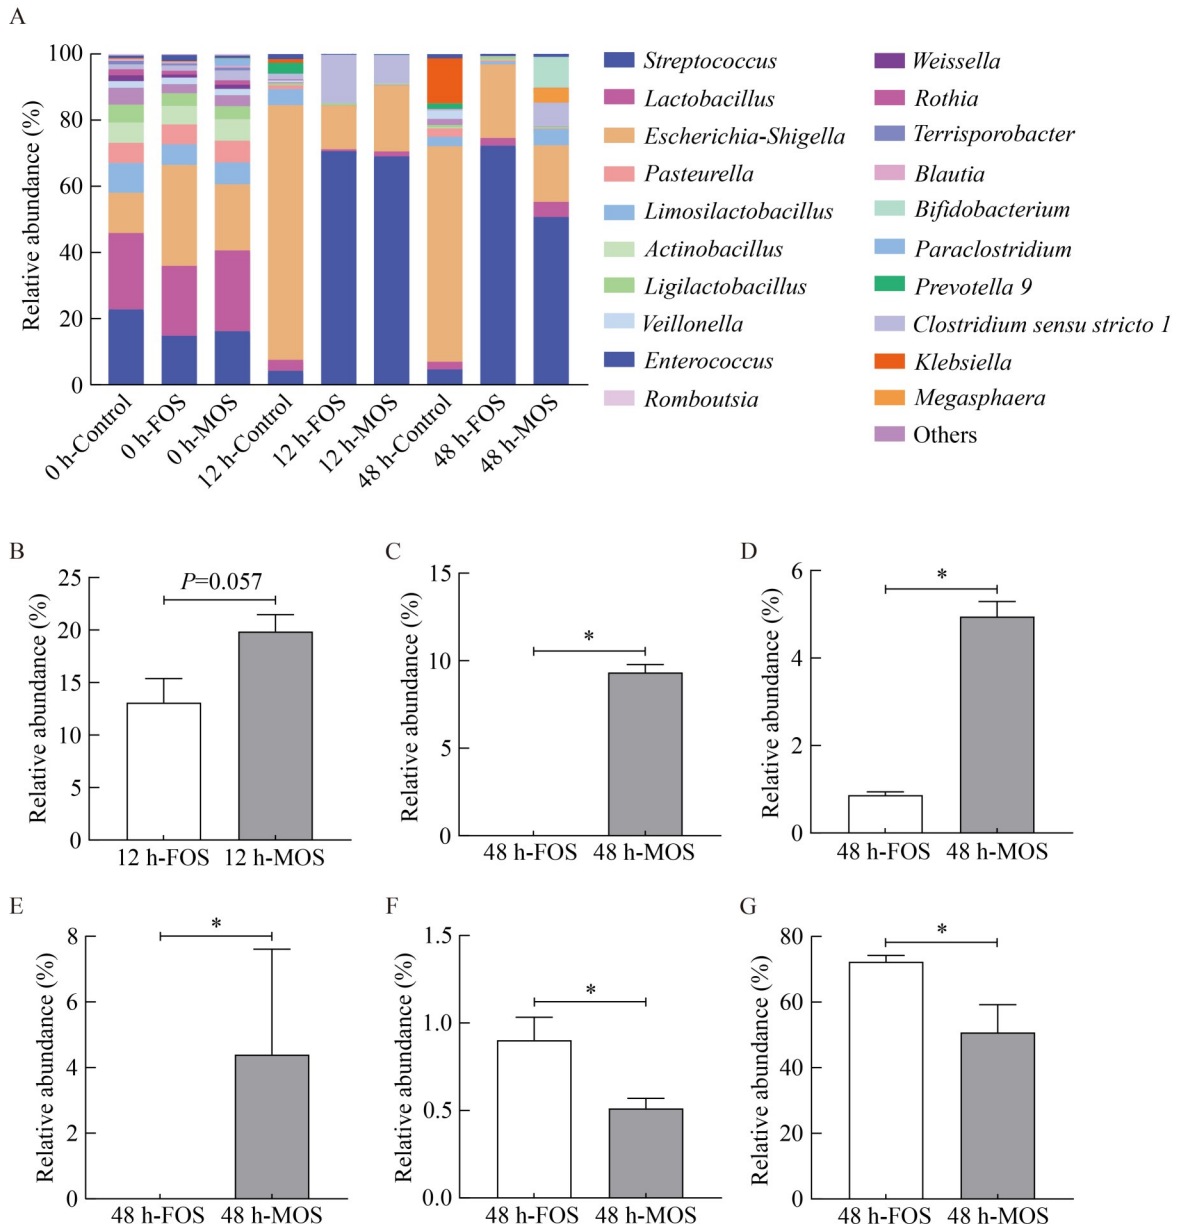 A
Relative abundance (%)
100
80
60
40
20
0
0 h-Control
0 h-FOS
0 h-MOS
12 h-Control
12 h-FOS
12 h-MOS
48 h-Control
48 h-FOS
48 h-MOS
Streptococcus
Lactobacillus
Escherichia-Shigella
Pasteurella
Limosilactobacillus
Actinobacillus
Ligilactobacillus
Veillonella
Enterococcus
Romboutsia
Weissella
Rothia
Terrisporobacter
Blautia
Bifidobacterium
Paraclostridium
Prevotella 9
Clostridium sensu stricto 1
Klebsiella
Megasphaera
Others
B
Relative abundance (%)
25
20
15
10
5
0
P=0.057
12 h-FOS
12 h-MOS
C
Relative abundance (%)
15
10
5
0
*
48 h-FOS
48 h-MOS
D
Relative abundance (%)
6
4
2
0
*
48 h-FOS
48 h-MOS
E
Relative abundance (%)
8
6
4
2
0
*
48 h-FOS
48 h-MOS
F
Relative abundance (%)
1.5
1.0
0.5
0.0
*
48 h-FOS
48 h-MOS
G
Relative abundance (%)
80
60
40
20
0
*
48 h-FOS
48 h-MOS